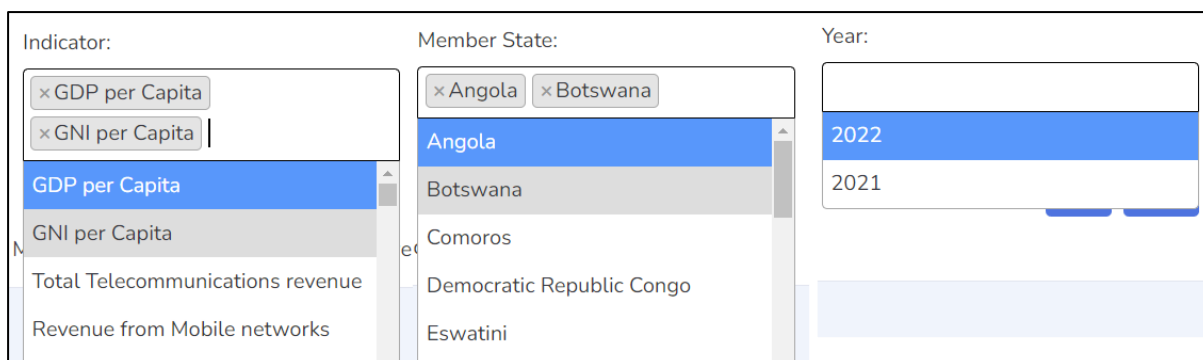 Indicator:
× GDP per Capita
× GNI per Capita
GDP per Capita
GNI per Capita
Total Telecommunications revenue
Revenue from Mobile networks
Member State:
× Angola × Botswana
Angola
Botswana
Comoros
Democratic Republic Congo
Eswatini
Year:
2022
2021